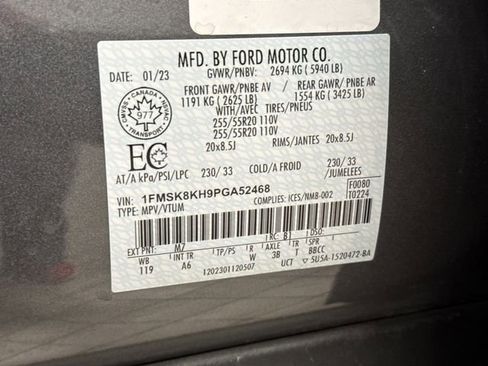 MFD. BY FORD MOTOR CO.
DATE: 01/23 GVWR/PNBV: 2694 KG ( 5940 LB)
FRONT GAWR/PNBE AV REAR GAWR/PNBE AR
1191 KG ( 2625 LB) 1554 KG ( 3425 LB)
WITH/AVEC TIRES/PNEUS
255/55R20 110V
255/55R20 110V
20x8.5J RIMS/JANTES 20x8.5J
CMVSS NSVAC
977
TRANSPORT
EC
AT/A kPa/PSI/LPC 230/ 33 COLD/A FROID 230/ 33
/JUMELEES
VIN: 1FMSK8KH9PGA52468
TYPE: MPV/VTUM COMPLIES: ICES/NMB-002
F0080
T0224
EXT PNT: M7 RC: B1 DSO:
WB INT TR TP/PS R AXLE TR SPR
119 A6 W 3B T BBCC
1202301120507 UCT 5U5A-1520472-BA